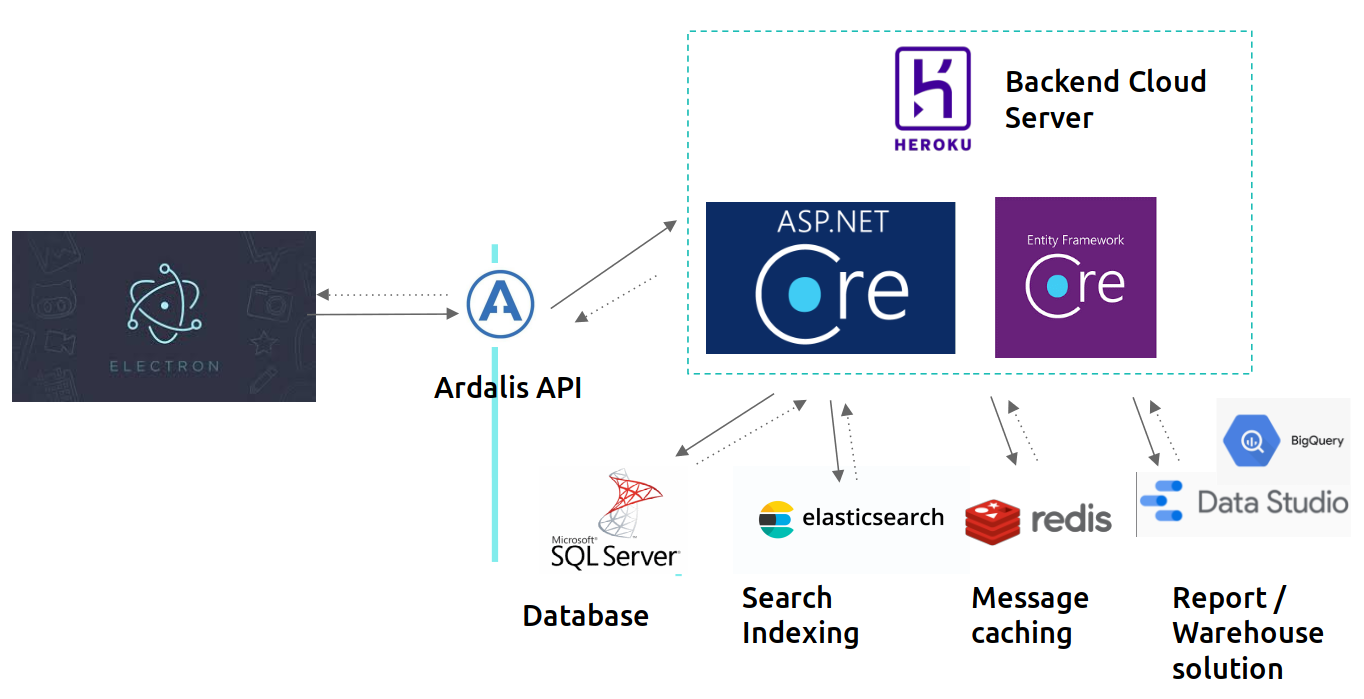 HEROKU
Backend Cloud
Server
ASP.NET
Core
Entity Framework
Core
ELECTRON
A
Ardalis API
BigQuery
Data Studio
elasticsearch
redis
Microsoft®
SQL Server®
Database
Search
Indexing
Message
caching
Report /
Warehouse
solution